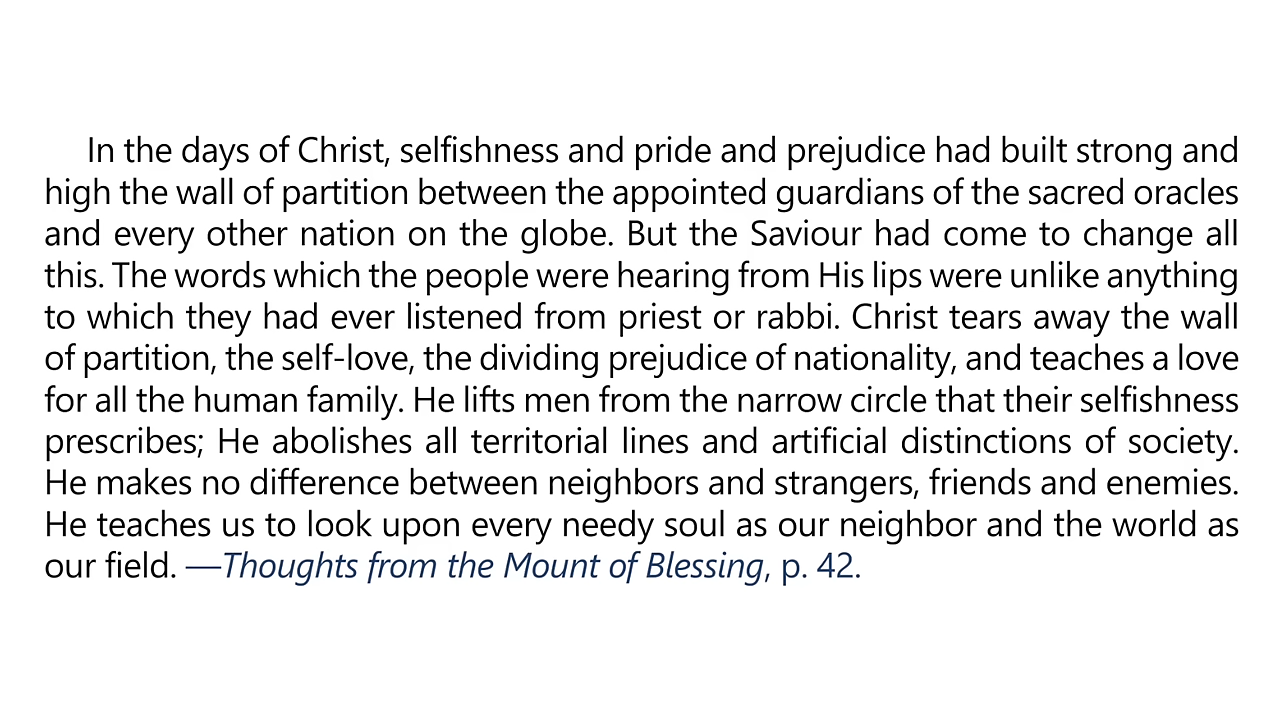 In the days of Christ, selfishness and pride and prejudice had built strong and
high the wall of partition between the appointed guardians of the sacred oracles
and every other nation on the globe. But the Saviour had come to change all
this. The words which the people were hearing from His lips were unlike anything
to which they had ever listened from priest or rabbi. Christ tears away the wall
of partition, the self-love, the dividing prejudice of nationality, and teaches a love
for all the human family. He lifts men from the narrow circle that their selfishness
prescribes; He abolishes all territorial lines and artificial distinctions of society.
He makes no difference between neighbors and strangers, friends and enemies.
He teaches us to look upon every needy soul as our neighbor and the world as
our field. —Thoughts from the Mount of Blessing, p. 42.